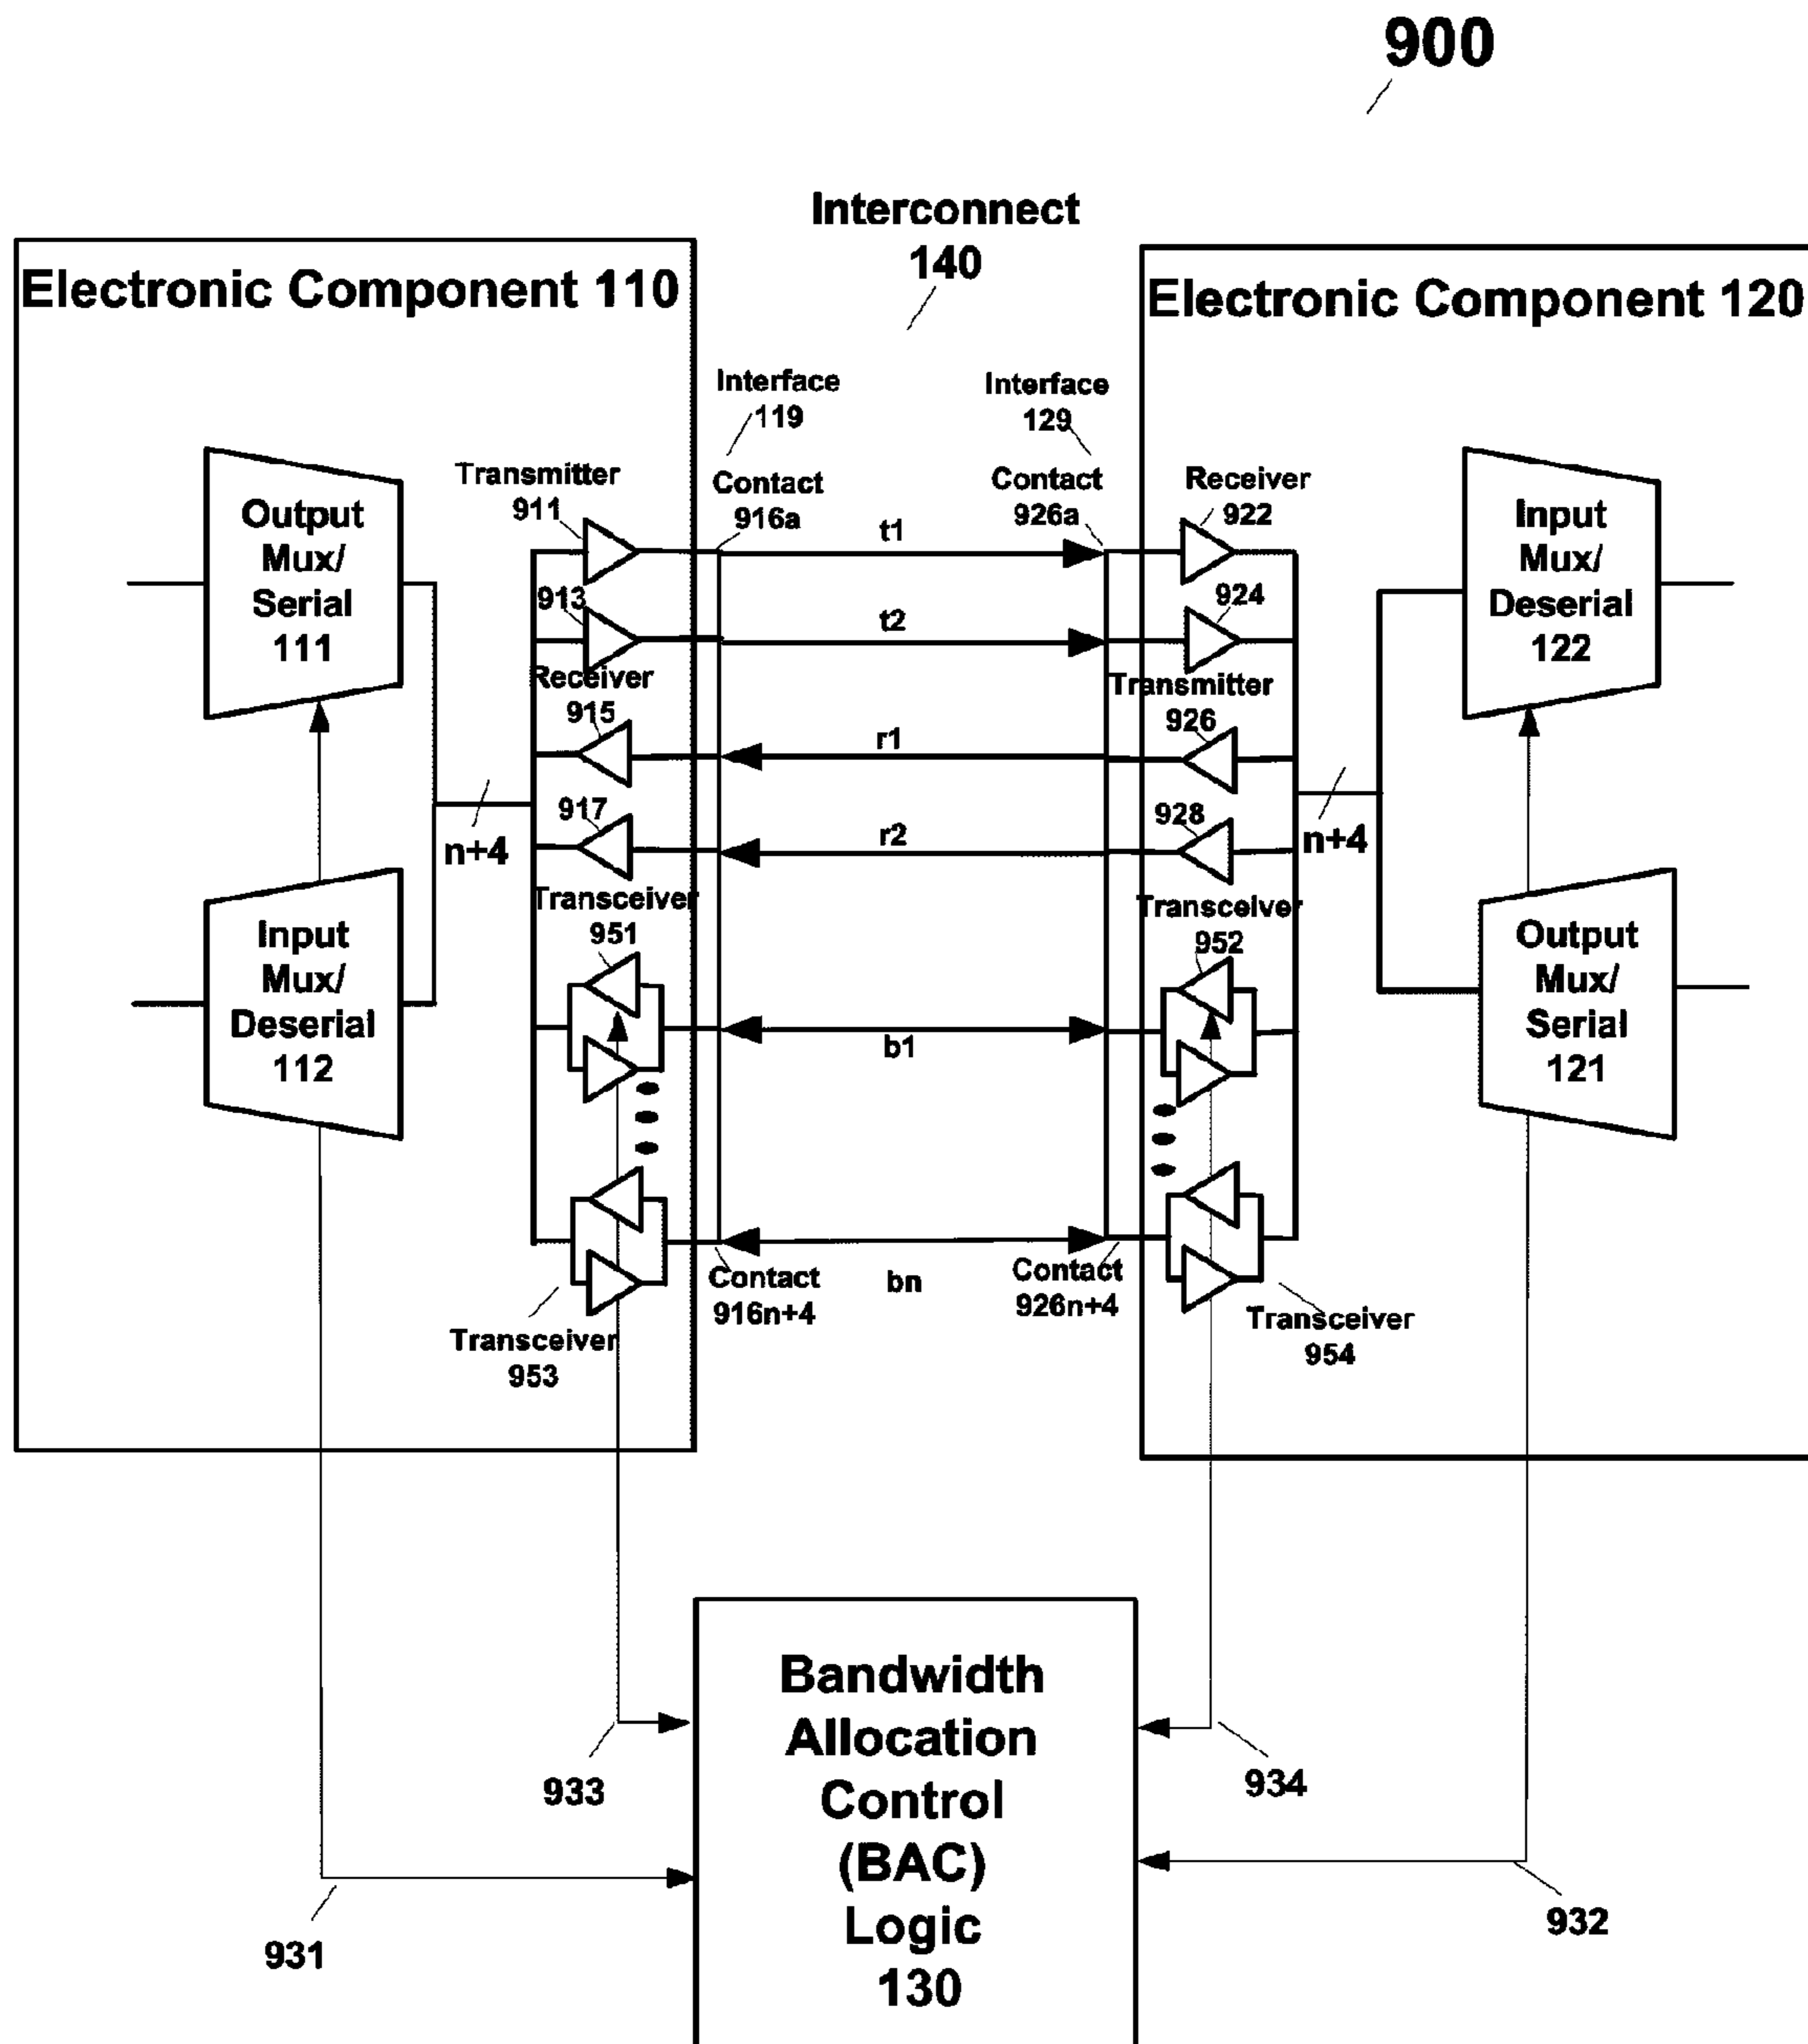 900
Interconnect
140
Electronic Component 110
Electronic Component 120
Interface
119
Interface
129
Transmitter
911
Contact
916a
Contact
926a
Receiver
922
t1
Output
Mux/
Serial
111
Input
Mux/
Deserial
122
913
t2
924
Receiver
915
Transmitter
926
r1
917
r2
928
n+4
n+4
Transceiver
951
Transceiver
952
Input
Mux/
Deserial
112
b1
Output
Mux/
Serial
121
Contact
916n+4
bn
Contact
926n+4
Transceiver
953
Transceiver
954
933
934
Bandwidth
Allocation
Control
(BAC)
Logic
130
931
932